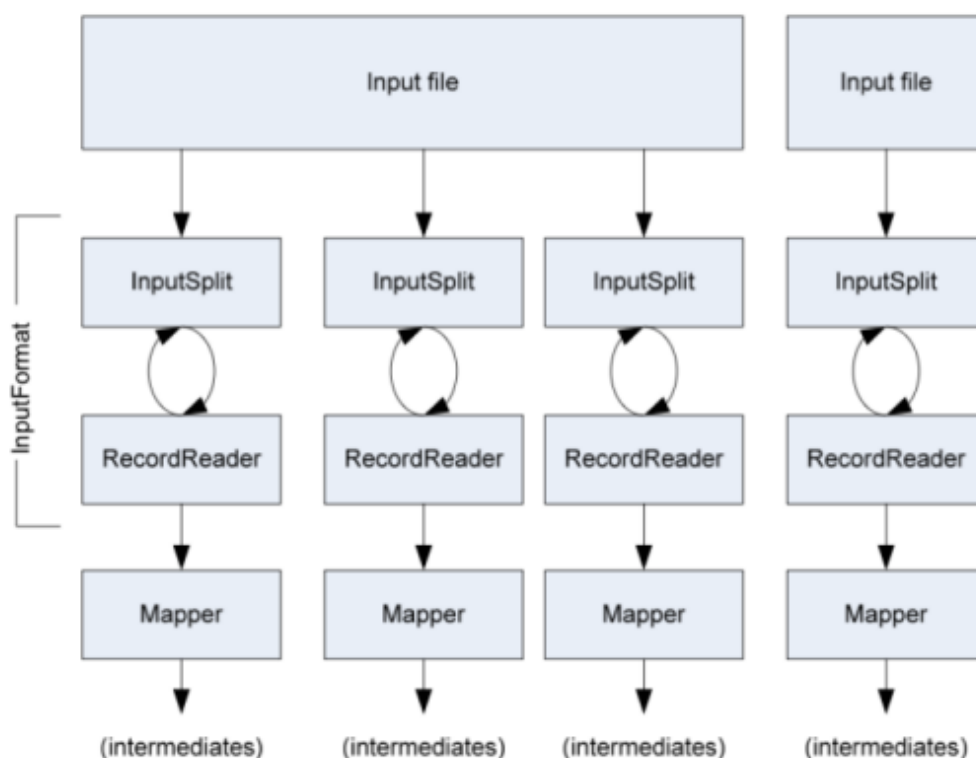 Input file
Input file
InputFormat
InputSplit
InputSplit
InputSplit
InputSplit
RecordReader
RecordReader
RecordReader
RecordReader
Mapper
Mapper
Mapper
Mapper
(intermediates)
(intermediates)
(intermediates)
(intermediates)